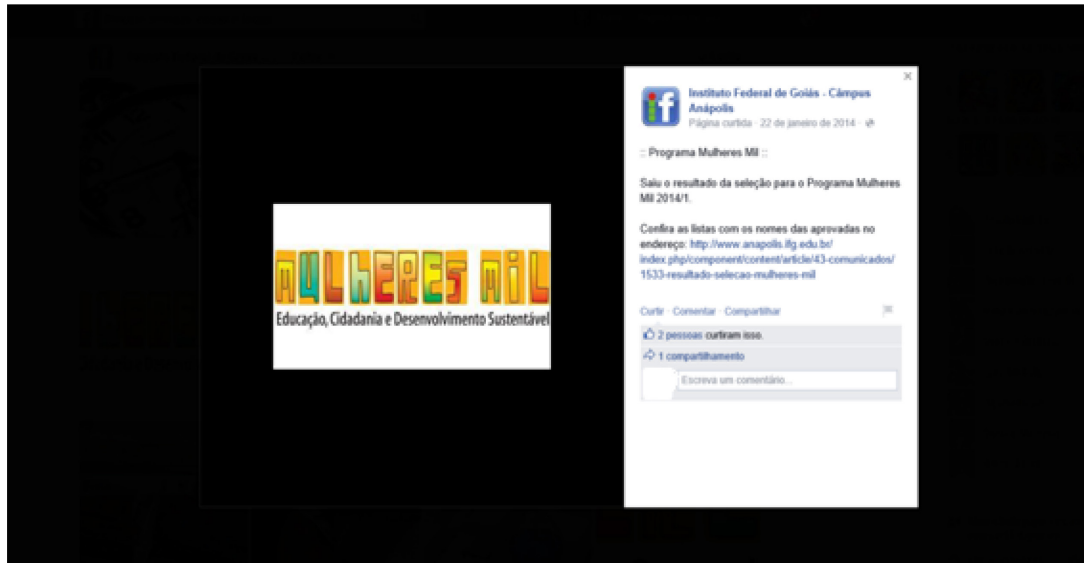 MULHERES MIL
Educação, Cidadania e Desenvolvimento Sustentável
Instituto Federal de Goiás - Câmpus
Anápolis
Página curtida · 22 de janeiro de 2014 ·
:: Programa Mulheres Mil ::
Saiu o resultado da seleção para o Programa Mulheres
Mil 2014/1.
Confira as listas com os nomes das aprovadas no
endereço: http://www.anapolis.ifg.edu.br/
index.php/component/content/article/43-comunicados/
1533-resultado-selecao-mulheres-mil
Curtir · Comentar · Compartilhar
2 pessoas curtiram isso.
1 compartilhamento
Escreva um comentário...